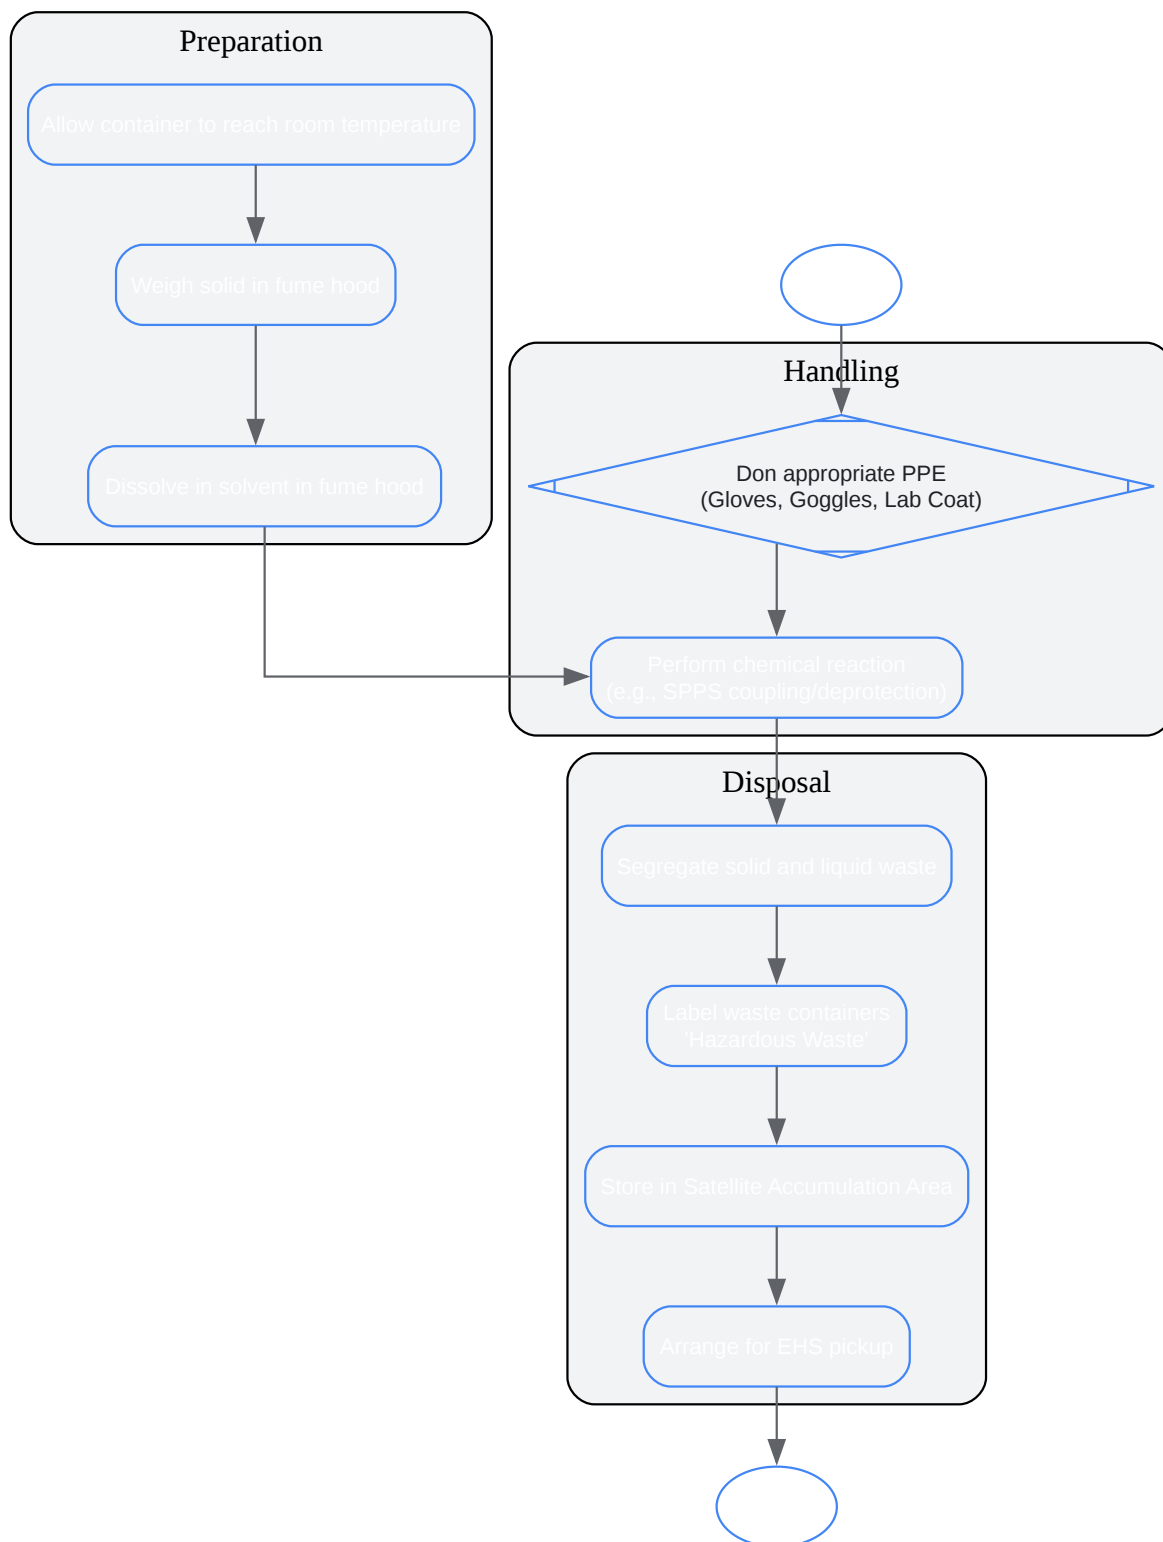 Preparation
Allow container to reach room temperature
Weigh solid in fume hood
Dissolve in solvent in fume hood
Handling
Don appropriate PPE
(Gloves, Goggles, Lab Coat)
Perform chemical reaction
(e.g., SPPS coupling/deprotection)
Disposal
Segregate solid and liquid waste
Label waste containers
'Hazardous Waste'
Store in Satellite Accumulation Area
Arrange for EHS pickup